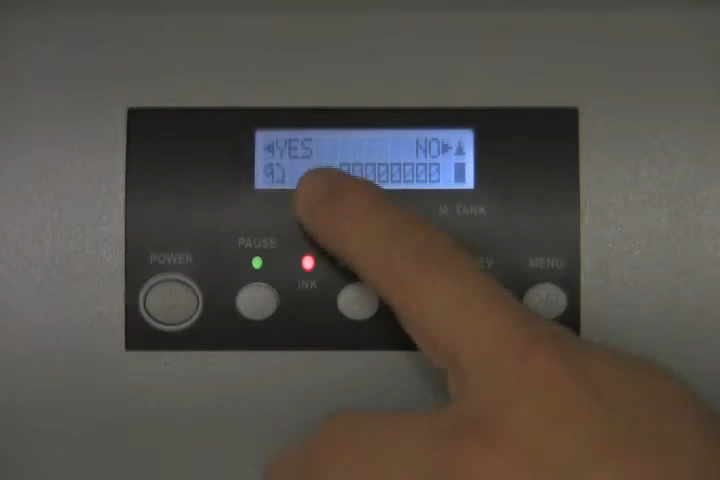 ◀YES NO▶
M. TANK
PAUSE
POWER
MENU
INK